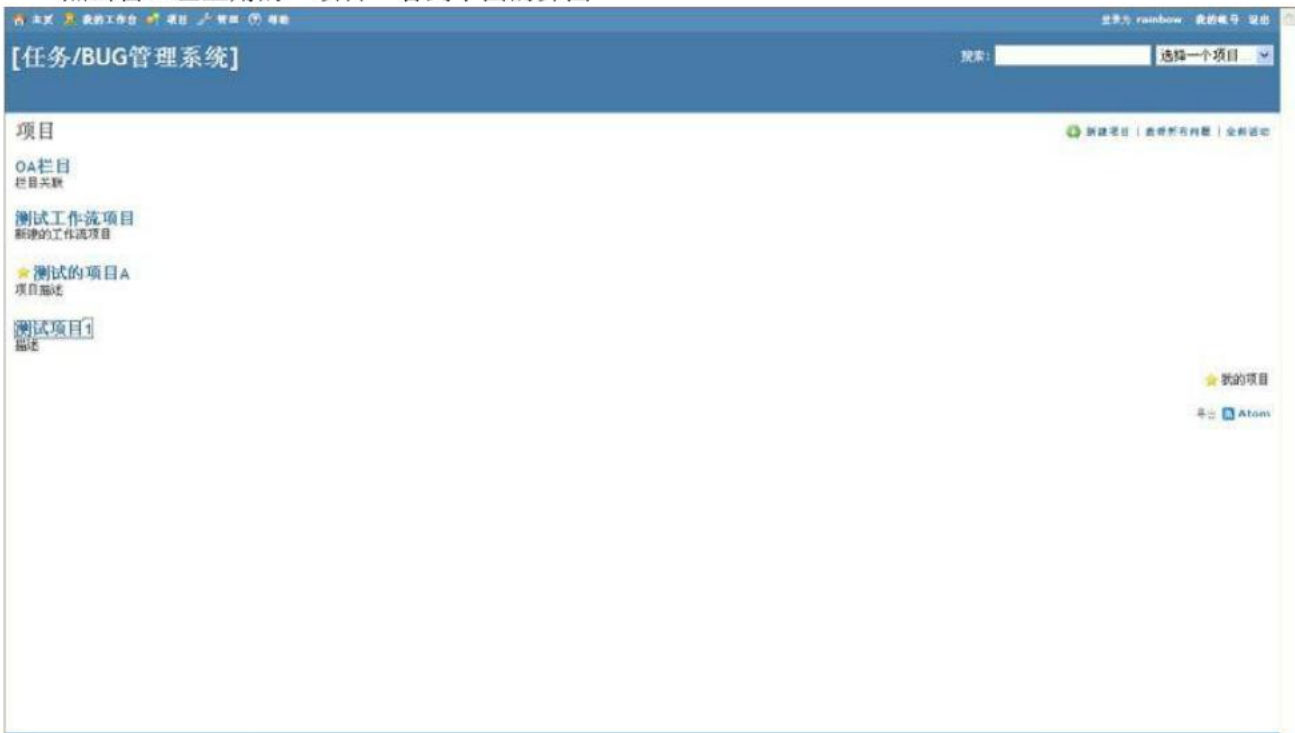 主页 我的工作台 项目 管理 帮助
登录为 rainbow 我的帐号 退出
[任务/BUG管理系统]
搜索: 选择一个项目...
项目
新建项目 | 查看所有问题 | 全部活动
OA栏目
栏目关联
测试工作流项目
新建的工作流项目
测试的项目A
项目描述
测试项目1
描述
我的项目
导出 Atom